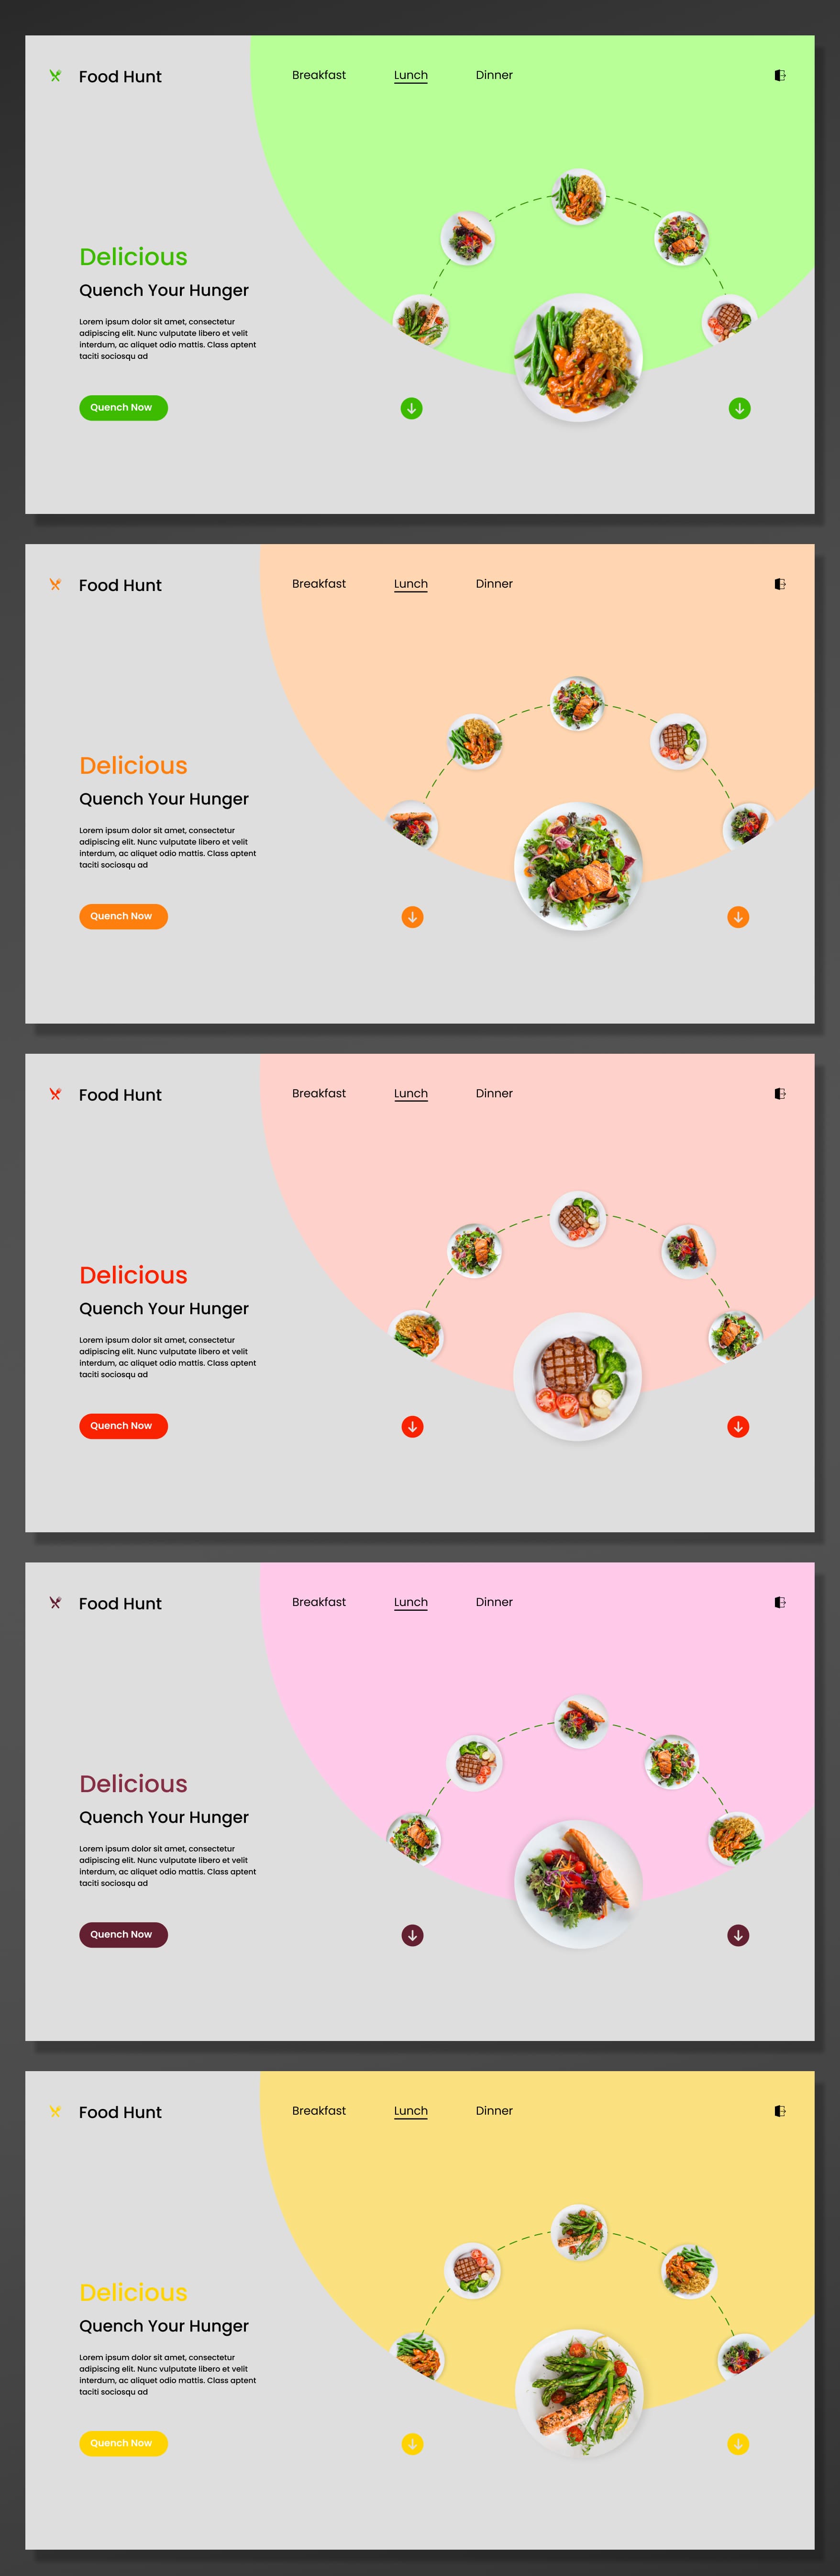 Food Hunt
Breakfast
Lunch
Dinner
Delicious
Quench Your Hunger
Lorem ipsum dolor sit amet, consectetur
adipiscing elit. Nunc vulputate libero et velit
interdum, ac aliquet odio mattis. Class aptent
taciti sociosqu ad
Quench Now
Food Hunt
Breakfast
Lunch
Dinner
Delicious
Quench Your Hunger
Lorem ipsum dolor sit amet, consectetur
adipiscing elit. Nunc vulputate libero et velit
interdum, ac aliquet odio mattis. Class aptent
taciti sociosqu ad
Quench Now
Food Hunt
Breakfast
Lunch
Dinner
Delicious
Quench Your Hunger
Lorem ipsum dolor sit amet, consectetur
adipiscing elit. Nunc vulputate libero et velit
interdum, ac aliquet odio mattis. Class aptent
taciti sociosqu ad
Quench Now
Food Hunt
Breakfast
Lunch
Dinner
Delicious
Quench Your Hunger
Lorem ipsum dolor sit amet, consectetur
adipiscing elit. Nunc vulputate libero et velit
interdum, ac aliquet odio mattis. Class aptent
taciti sociosqu ad
Quench Now
Food Hunt
Breakfast
Lunch
Dinner
Delicious
Quench Your Hunger
Lorem ipsum dolor sit amet, consectetur
adipiscing elit. Nunc vulputate libero et velit
interdum, ac aliquet odio mattis. Class aptent
taciti sociosqu ad
Quench Now